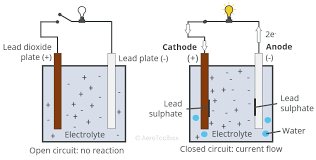 Lead dioxide
plate (+)
Lead plate (-)
Electrolyte
Open circuit: no reaction
2e-
Cathode
(+)
Anode
(-)
Lead
sulphate
Lead
sulphate
Electrolyte
Water
Closed circuit: current flow
© AeroToolbox